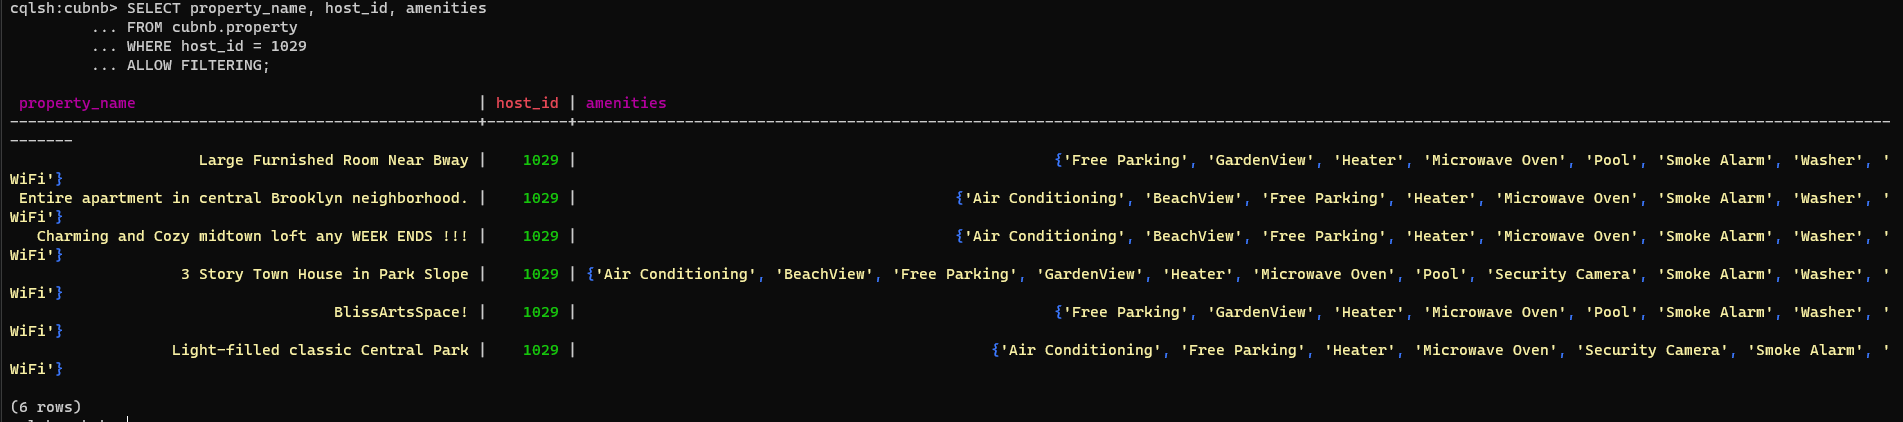 cqlsh:cubnb> SELECT property_name, host_id, amenities
... FROM cubnb.property
... WHERE host_id = 1029
... ALLOW FILTERING;
property_name | host_id | amenities
--------------------------------------------------+---------+--------------------------------------------------------------------------------------------------------------------------------------------------
-------
Large Furnished Room Near Bway | 1029 | {'Free Parking', 'GardenView', 'Heater', 'Microwave Oven', 'Pool', 'Smoke Alarm', 'Washer', '
WiFi'}
Entire apartment in central Brooklyn neighborhood. | 1029 | {'Air Conditioning', 'BeachView', 'Free Parking', 'Heater', 'Microwave Oven', 'Smoke Alarm', 'Washer', '
WiFi'}
Charming and Cozy midtown loft any WEEK ENDS !!! | 1029 | {'Air Conditioning', 'BeachView', 'Free Parking', 'Heater', 'Microwave Oven', 'Smoke Alarm', 'Washer', '
WiFi'}
3 Story Town House in Park Slope | 1029 | {'Air Conditioning', 'BeachView', 'Free Parking', 'GardenView', 'Heater', 'Microwave Oven', 'Pool', 'Security Camera', 'Smoke Alarm', 'Washer', '
WiFi'}
BlissArtsSpace! | 1029 | {'Free Parking', 'GardenView', 'Heater', 'Microwave Oven', 'Pool', 'Smoke Alarm', 'Washer', '
WiFi'}
Light-filled classic Central Park | 1029 | {'Air Conditioning', 'Free Parking', 'Heater', 'Microwave Oven', 'Security Camera', 'Smoke Alarm', '
WiFi'}
(6 rows)